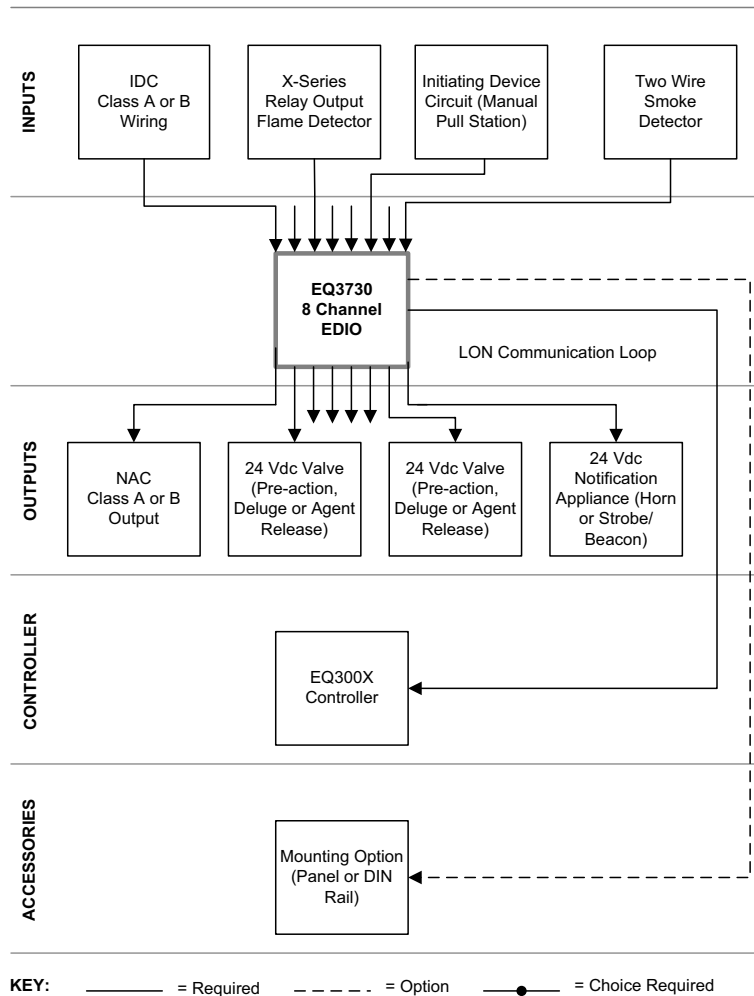 INPUTS
IDC
Class A or B
Wiring
X-Series
Relay Output
Flame Detector
Initiating Device
Circuit (Manual
Pull Station)
Two Wire
Smoke
Detector
EQ3730
8 Channel
EDIO
LON Communication Loop
OUTPUTS
NAC
Class A or B
Output
24 Vdc Valve
(Pre-action,
Deluge or Agent
Release)
24 Vdc Valve
(Pre-action,
Deluge or Agent
Release)
24 Vdc
Notification
Appliance (Horn
or Strobe/
Beacon)
CONTROLLER
EQ300X
Controller
ACCESSORIES
Mounting Option
(Panel or DIN
Rail)
KEY: = Required = Option = Choice Required